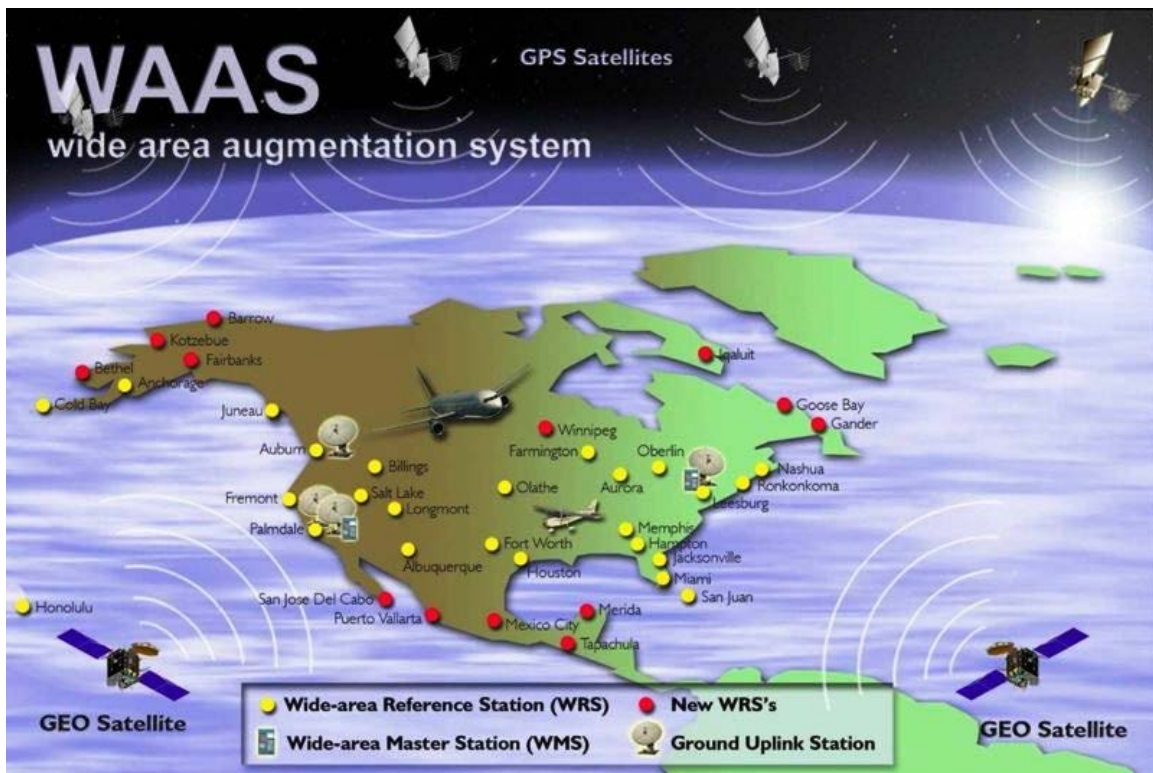 WAAS
wide area augmentation system
GPS Satellites
Barrow
Kotzebue
Fairbanks
Bethel
Anchorage
Cold Bay
Juneau
Iqaluit
Goose Bay
Gander
Winnipeg
Auburn
Farmington
Oberlin
Billings
Nashua
Aurora
Ronkonkoma
Fremont
Salt Lake
Olathe
Leesburg
Longmont
Palmdale
Memphis
Albuquerque
Fort Worth
Hampton
Houston
Jacksonville
Miami
San Jose Del Cabo
San Juan
Honolulu
Puerto Vallarta
Mexico City
Merida
Tapachula
GEO Satellite
GEO Satellite
Wide-area Reference Station (WRS)
New WRS's
Wide-area Master Station (WMS)
Ground Uplink Station